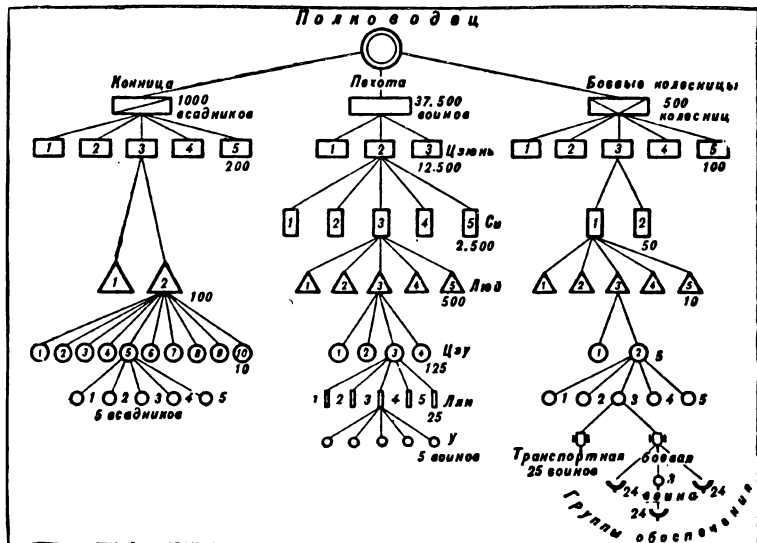 Полководец
Конница
1000 всадников
Пехота
37.500 воинов
Боевые колесницы
500 колесниц
1 2 3 4 5
200
1 2 3 Цзюнь
12.500
1 2 3 4 5
100
1 2 3 4 5 Си
2.500
1 2
50
1 2
100
1 2 3 4 5 Люй
500
1 2 3 4 5
10
1 2 3 4 5 6 7 8 9 10
10
1 2 3 4 Цзу
125
1 2 5
1 2 3 4 5
5 всадников
1 2 3 4 5 Лян
25
1 2 3 4 5
У
5 воинов
Транспортная
25 воинов
боевая
3 воина
24 24
24
Группы обеспечения